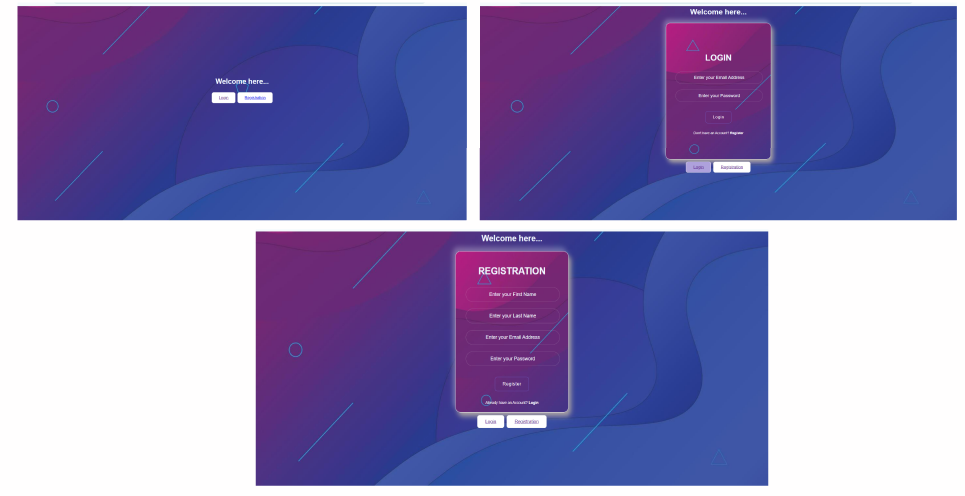 Welcome here...
Login Registration
Welcome here...
LOGIN
Enter your Email Address
Enter your Password
Login
Don't have an Account? Register
Login Registration
Welcome here...
REGISTRATION
Enter your First Name
Enter your Last Name
Enter your Email Address
Enter your Password
Register
Already have an Account? Login
Login Registration